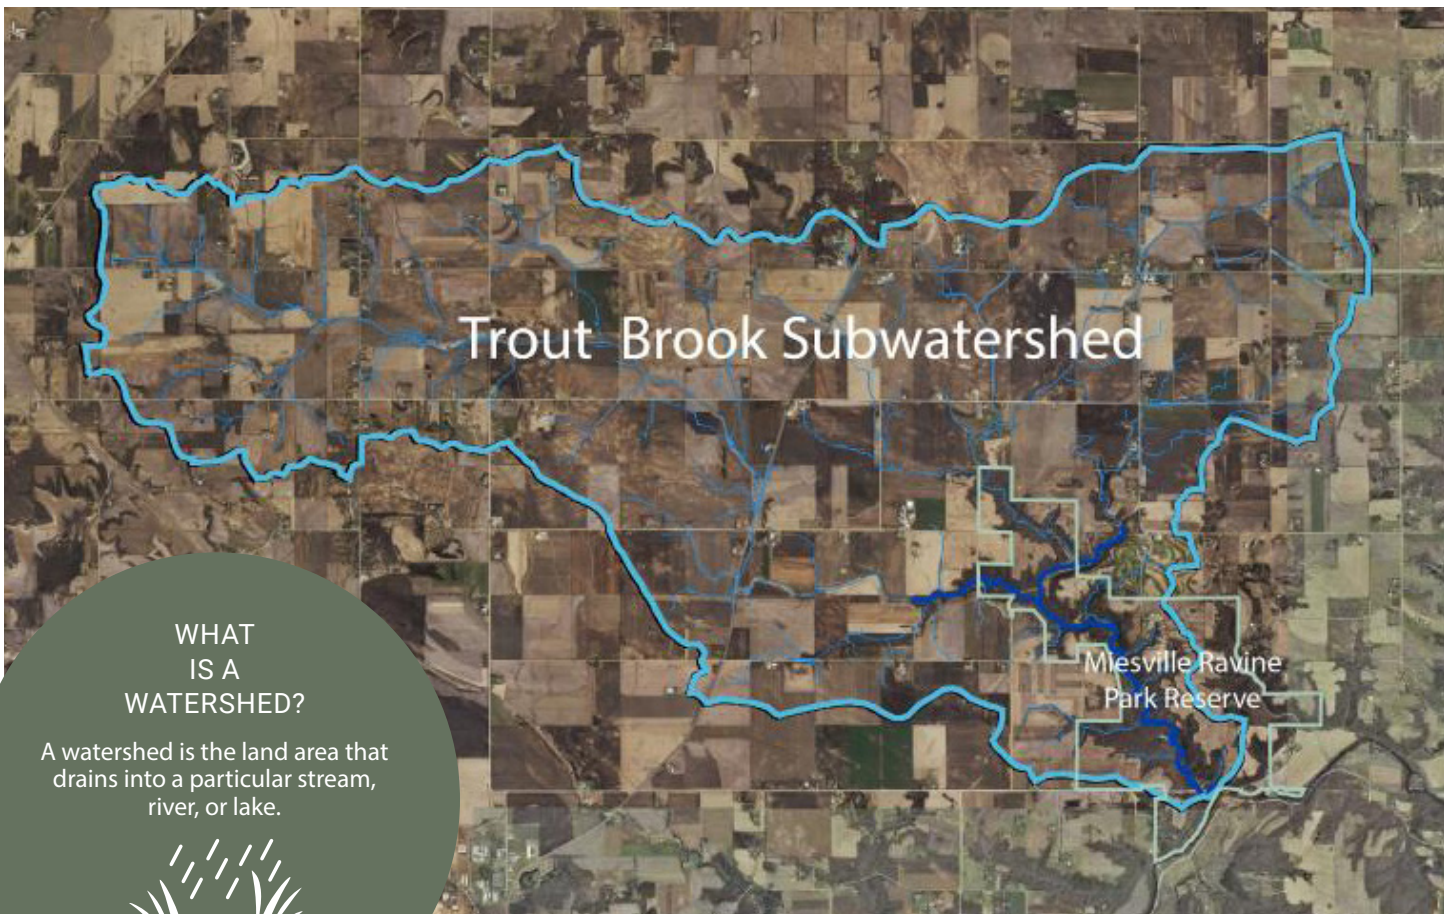 Trout Brook Subwatershed
Miesville Ravine
Park Reserve
WHAT
IS A
WATERSHED?
A watershed is the land area that
drains into a particular stream,
river, or lake.